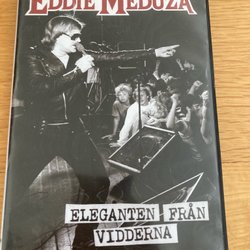 EDDIE MEDUZA
ELEGANTEN FRÅN
VIDDERNA